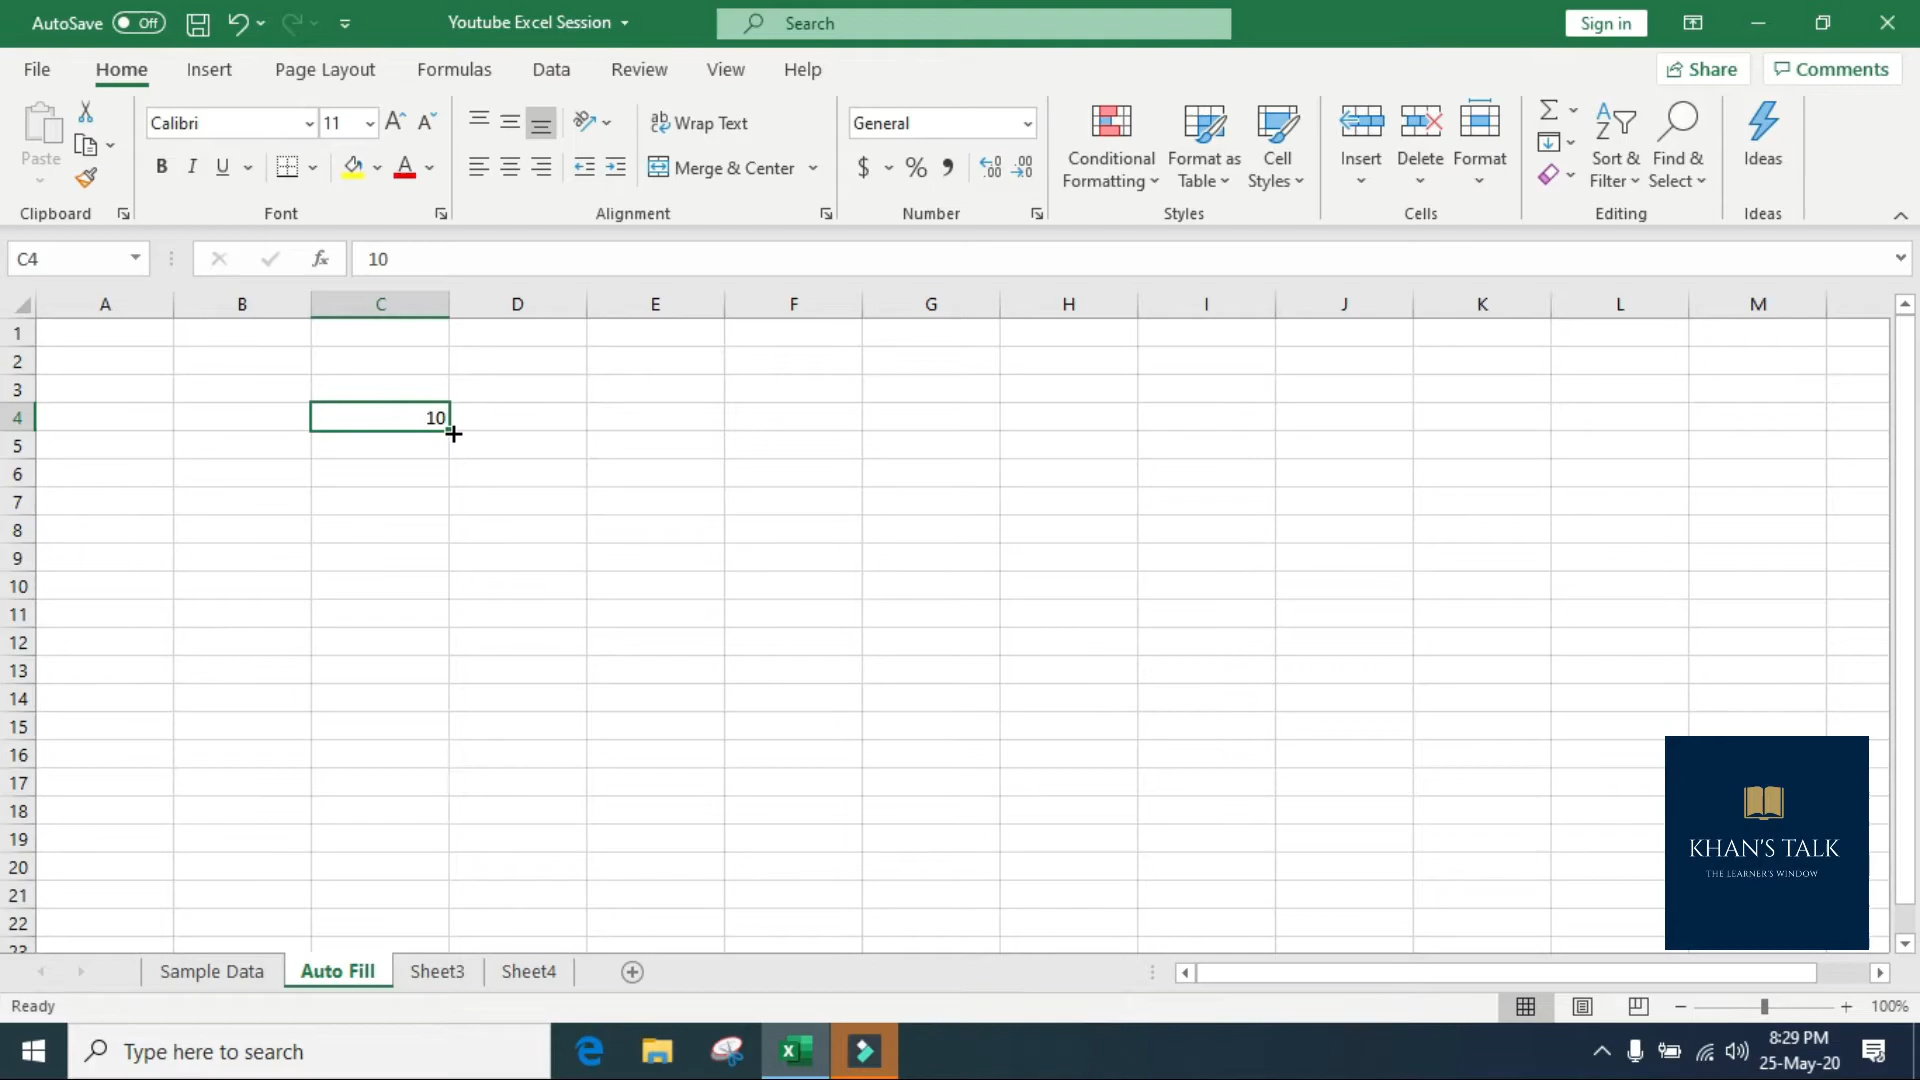 AutoSave Off Youtube Excel Session Search Sign in
File Home Insert Page Layout Formulas Data Review View Help Share Comments
Paste Calibri 11 Wrap Text General Conditional Formatting Format as Table Cell Styles Insert Delete Format Sort & Filter Find & Select Ideas
B I U A Merge & Center $ % 9
Clipboard Font Alignment Number Styles Cells Editing Ideas
C4 fx 10
A B C D E F G H I J K L M
1
2
3
4 10
5
6
7
8
9
10
11
12
13
14
15
16
17
18
19
20
21
22
23
KHAN'S TALK
THE LEARNER'S WINDOW
Sample Data Auto Fill Sheet3 Sheet4
Ready 100%
Type here to search 8:29 PM
25-May-20